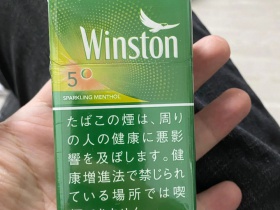 Winston
5
SPARKLING MENTHOL
たばこの煙は、周り
の人の健康に悪影
響を及ぼします。健
康増進法で禁じられ
ている場所では喫